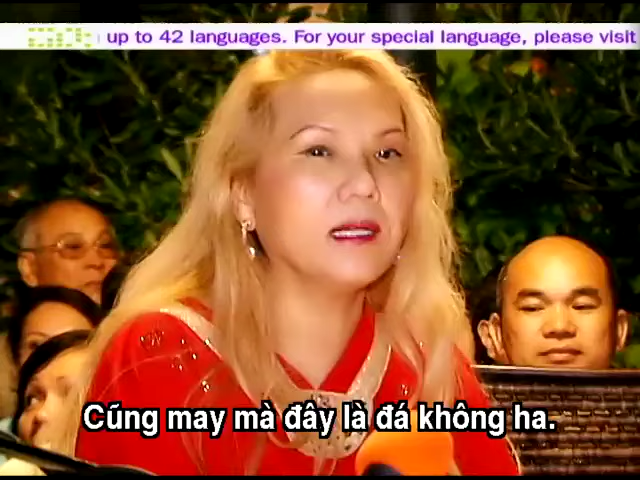 up to 42 languages. For your special language, please visit
Cũng may mà đây là đá không ha.